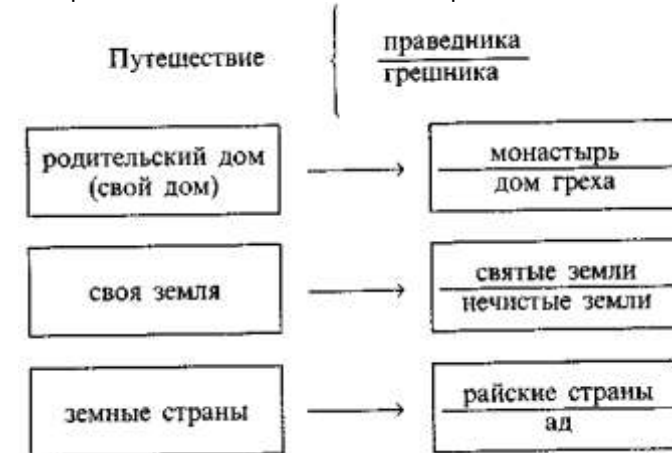 Путешествие
праведника
грешника
родительский дом
(свой дом)
монастырь
дом греха
своя земля
святые земли
нечистые земли
земные страны
райские страны
ад